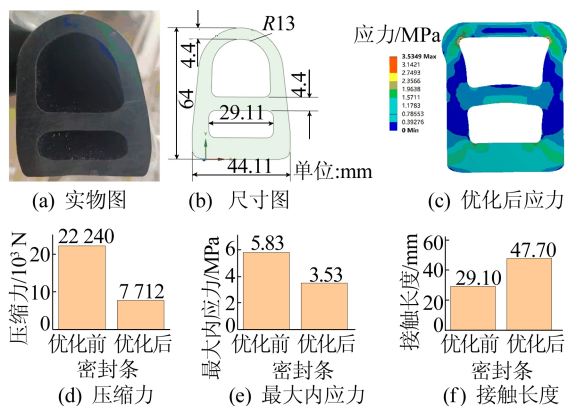 R13
4.4
64
4.4
29.11
44.11
单位:mm
应力/MPa
3.5349 Max
3.1421
2.7493
2.3566
1.9638
1.5711
1.1783
0.78553
0.39276
0 Min
(a) 实物图
(b) 尺寸图
(c) 优化后应力
压缩力/10³ N
20
10
0
22 240
7 712
优化前 优化后
密封条
(d) 压缩力
最大内应力/MPa
6
4
2
0
5.83
3.53
优化前 优化后
密封条
(e) 最大内应力
接触长度/mm
60
40
20
0
29.10
47.70
优化前 优化后
密封条
(f) 接触长度